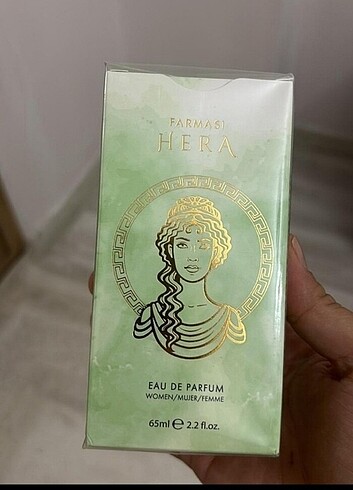 FARMASİ
HERA
EAU DE PARFUM
WOMEN/MUJER/FEMME
65ml ℮ 2.2 fl.oz.